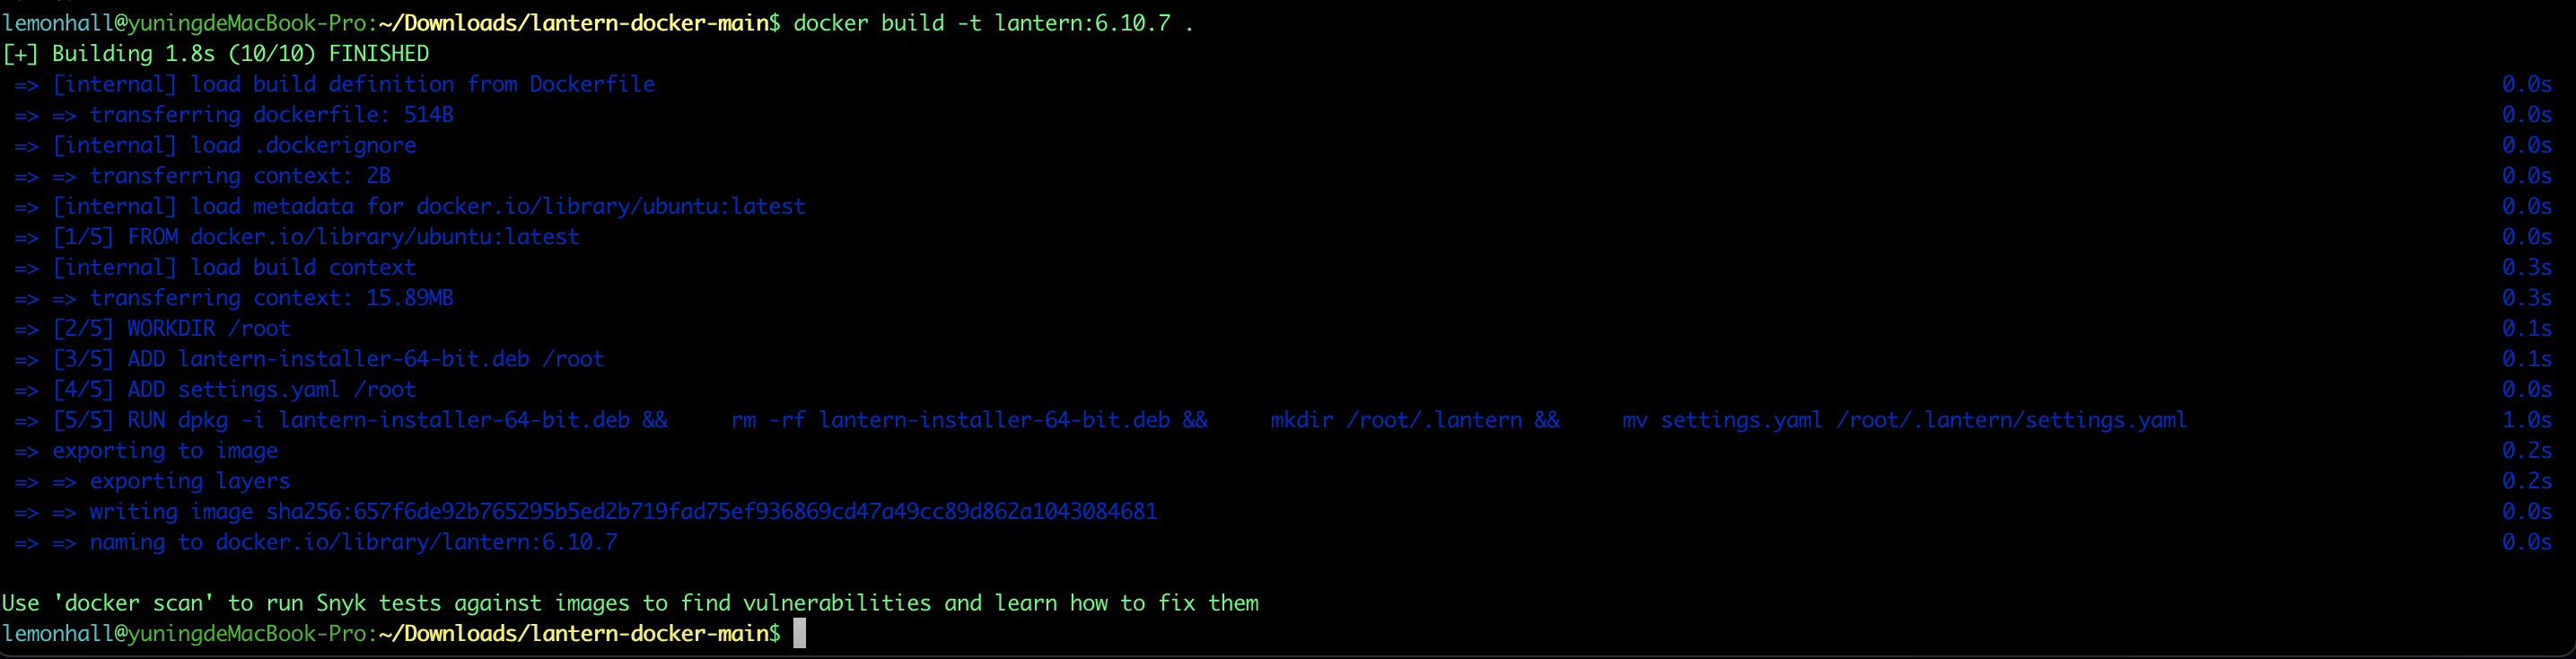 lemonhall@yuningdeMacBook-Pro:~/Downloads/lantern-docker-main$ docker build -t lantern:6.10.7 .
[+] Building 1.8s (10/10) FINISHED
=> [internal] load build definition from Dockerfile 0.0s
=> => transferring dockerfile: 514B 0.0s
=> [internal] load .dockerignore 0.0s
=> => transferring context: 2B 0.0s
=> [internal] load metadata for docker.io/library/ubuntu:latest 0.0s
=> [1/5] FROM docker.io/library/ubuntu:latest 0.0s
=> [internal] load build context 0.3s
=> => transferring context: 15.89MB 0.3s
=> [2/5] WORKDIR /root 0.1s
=> [3/5] ADD lantern-installer-64-bit.deb /root 0.1s
=> [4/5] ADD settings.yaml /root 0.0s
=> [5/5] RUN dpkg -i lantern-installer-64-bit.deb &&     rm -rf lantern-installer-64-bit.deb &&     mkdir /root/.lantern &&     mv settings.yaml /root/.lantern/settings.yaml 1.0s
=> exporting to image 0.2s
=> => exporting layers 0.2s
=> => writing image sha256:657f6de92b765295b5ed2b719fad75ef936869cd47a49cc89d862a1043084681 0.0s
=> => naming to docker.io/library/lantern:6.10.7 0.0s
Use 'docker scan' to run Snyk tests against images to find vulnerabilities and learn how to fix them
lemonhall@yuningdeMacBook-Pro:~/Downloads/lantern-docker-main$